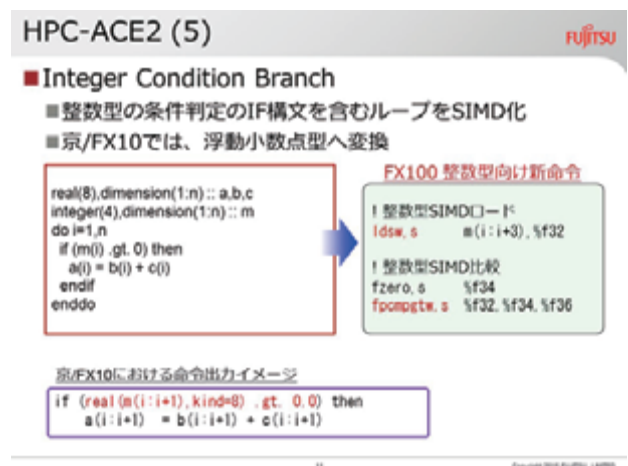 HPC-ACE2 (5)
FUJITSU
■Integer Condition Branch
■整数型の条件判定のIF構文を含むループをSIMD化
■京/FX10では、浮動小数点型へ変換
real(8),dimension(1:n) :: a,b,c
integer(4),dimension(1:n) :: m
do i=1,n
if (m(i) .gt. 0) then
a(i) = b(i) + c(i)
endif
enddo
FX100 整数型向け新命令
! 整数型SIMDロード
ldsw,s m(i:i+3),%f32
! 整数型SIMD比較
fzero,s %f34
fpcmpgtw,s %f32,%f34,%f36
京/FX10における命令出力イメージ
if (real(m(i:i+1),kind=8) .gt. 0.0) then
a(i:i+1) = b(i:i+1) + c(i:i+1)